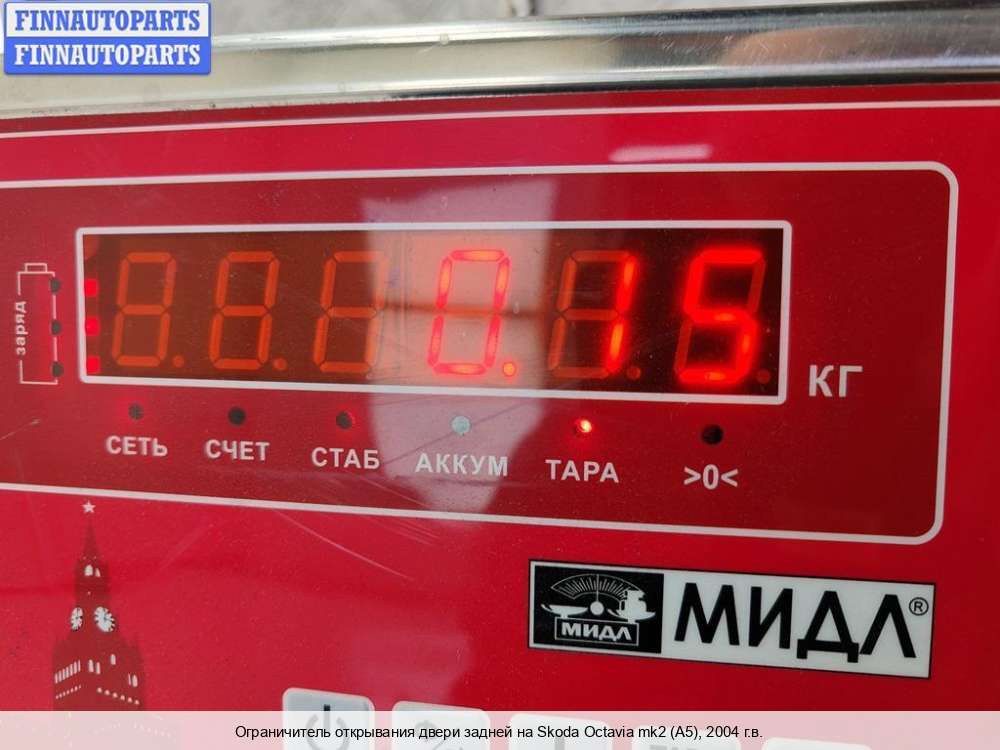 FINNAUTOPARTS
FINNAUTOPARTS
заряд
0.15
КГ
СЕТЬ СЧЕТ СТАБ АККУМ ТАРА >0<
МИДЛ
МИДЛ®
Ограничитель открывания двери задней на Skoda Octavia mk2 (A5), 2004 г.в.